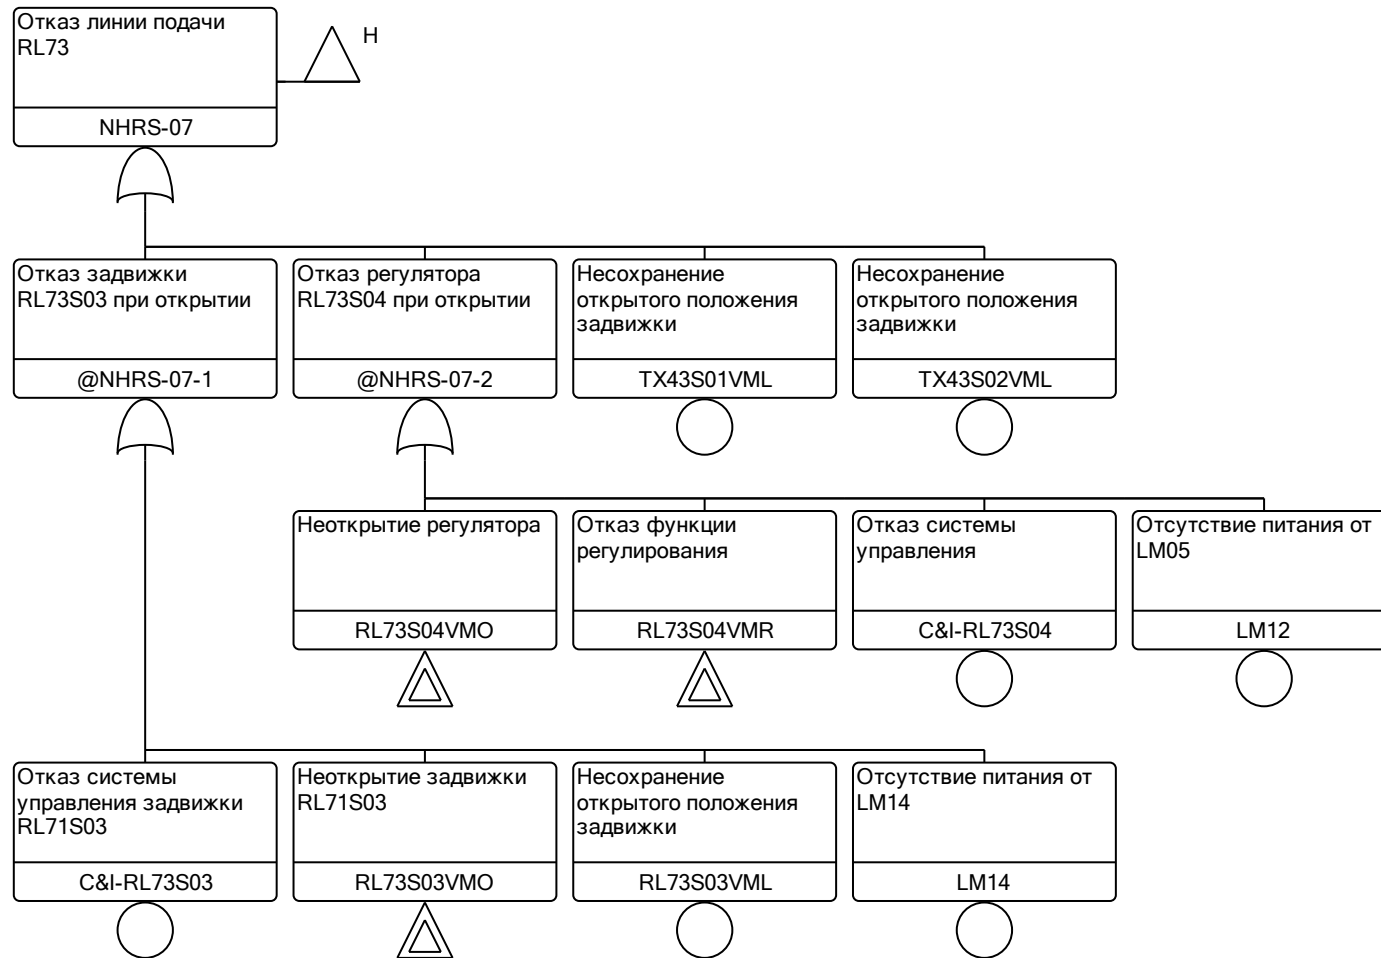 Отказ линии подачи
RL73
NHRS-07
H
Отказ задвижки
RL73S03 при открытии
@NHRS-07-1
Отказ регулятора
RL73S04 при открытии
@NHRS-07-2
Несохранение
открытого положения
задвижки
TX43S01VML
Несохранение
открытого положения
задвижки
TX43S02VML
Неоткрытие регулятора
RL73S04VMO
Отказ функции
регулирования
RL73S04VMR
Отказ системы
управления
C&I-RL73S04
Отсутствие питания от
LM05
LM12
Отказ системы
управления задвижки
RL71S03
C&I-RL73S03
Неоткрытие задвижки
RL71S03
RL73S03VMO
Несохранение
открытого положения
задвижки
RL73S03VML
Отсутствие питания от
LM14
LM14